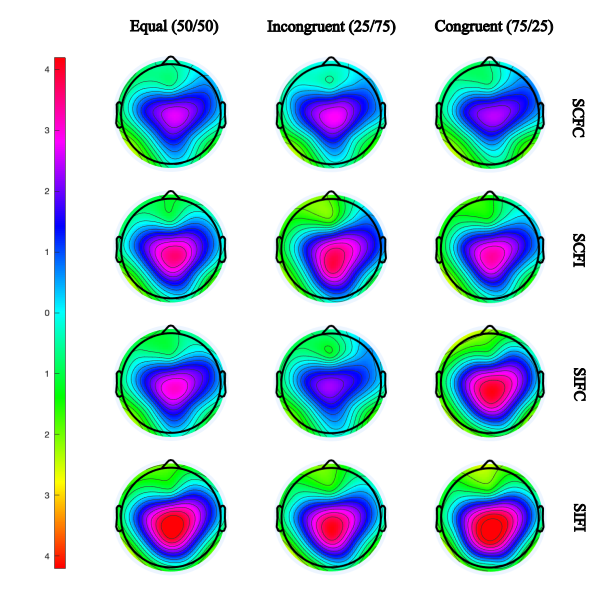 Equal (50/50) Incongruent (25/75) Congruent (75/25)
4
3
2
1
0
1
2
3
4
SCFC
SCFI
SIFC
SIFI